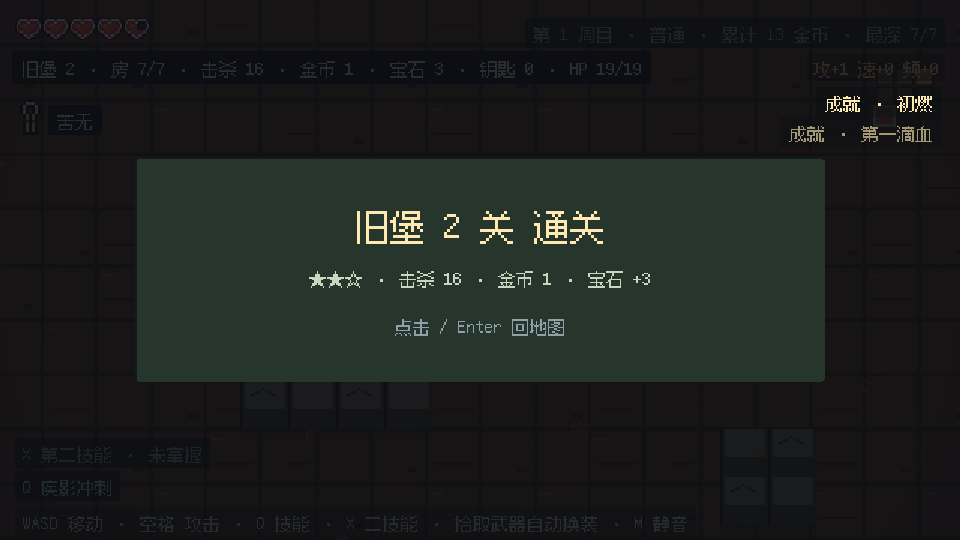 第 1 周目 · 普通 · 累计 13 金币 · 最深 7/7
旧堡 2 · 房 7/7 · 击杀 16 · 金币 1 · 宝石 3 · 钥匙 0 · HP 19/19
攻+1 速+0 频+0
成就 · 初燃
苦无
成就 · 第一滴血
旧堡 2 关 通关
★★☆ · 击杀 16 · 金币 1 · 宝石 +3
点击 / Enter 回地图
X 第二技能 · 未掌握
Q 疾影冲刺
WASD 移动 · 空格 攻击 · Q 技能 · X 二技能 · 拾取武器自动换装 · M 静音